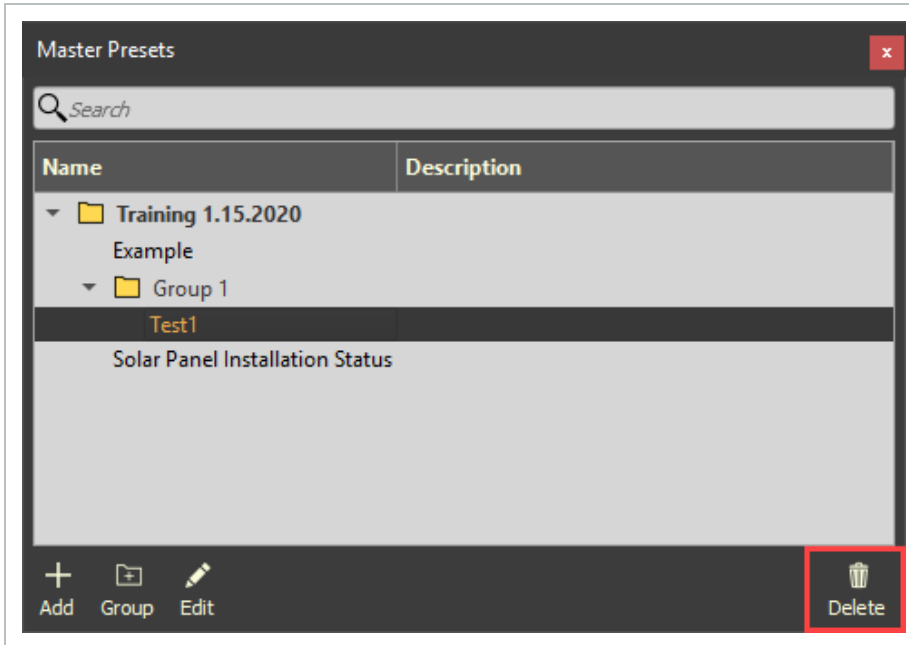 Master Presets
x
Search
Name Description
Training 1.15.2020
Example
Group 1
Test1
Solar Panel Installation Status
Add Group Edit Delete